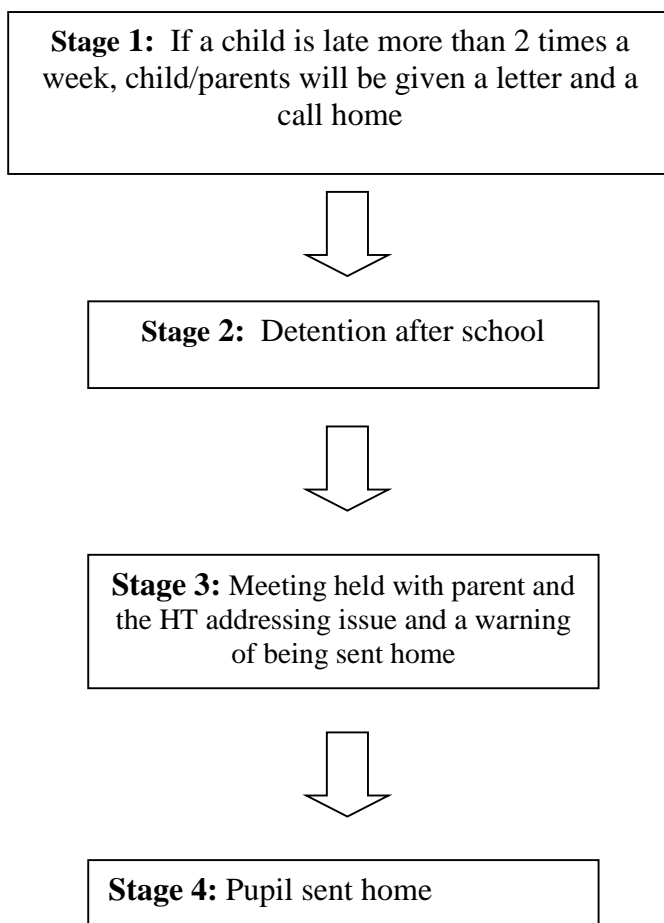 Stage 1: If a child is late more than 2 times a
week, child/parents will be given a letter and a
call home
Stage 2: Detention after school
Stage 3: Meeting held with parent and
the HT addressing issue and a warning
of being sent home
Stage 4: Pupil sent home